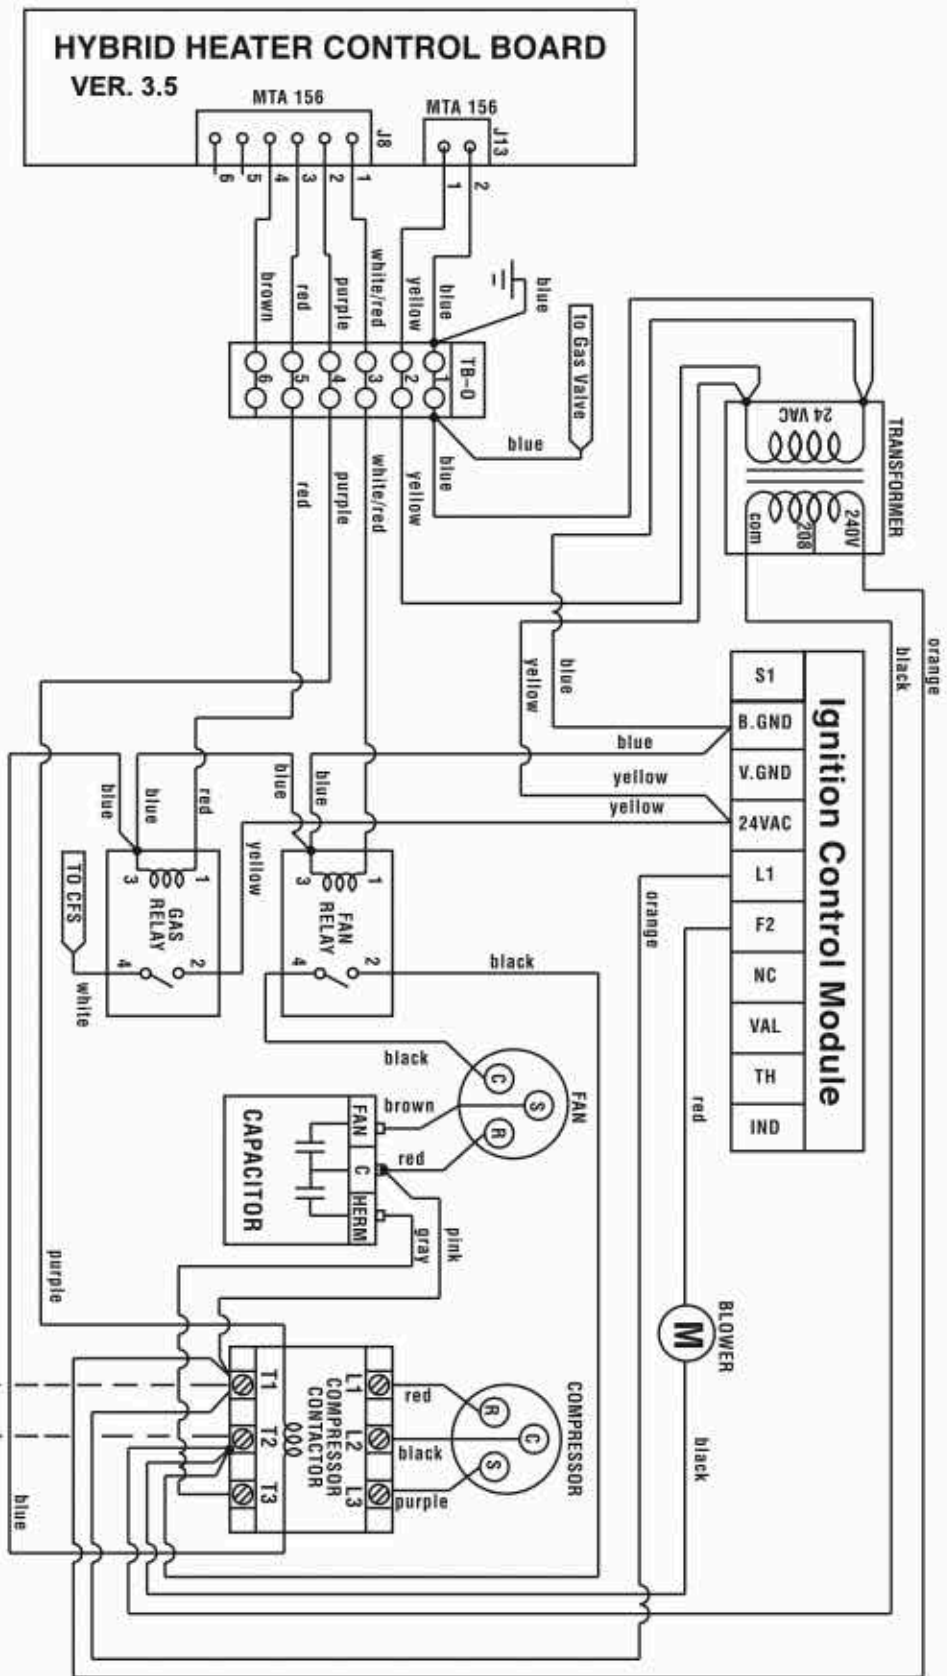 HYBRID HEATER CONTROL BOARD
VER. 3.5
MTA 156
J8
MTA 156
J13
6
5
4
3
2
1
1
2
brown
red
purple
white/red
yellow
blue
blue
to Gas Valve
6
5
4
3
2
1
TB-0
red
purple
white/red
yellow
blue
blue
24 VAC
com
208
240V
TRANSFORMER
orange
black
yellow
blue
blue
yellow
yellow
S1
B.GND
V.GND
24VAC
L1
F2
NC
VAL
TH
IND
Ignition Control Module
blue
blue
red
yellow
blue
blue
3
1
GAS
RELAY
4
2
TO CFS
white
3
1
FAN
RELAY
4
2
black
orange
black
C
S
R
FAN
brown
red
CAPACITOR
FAN
C
HERM
pink
gray
red
BLOWER
M
black
purple
blue
T1
T2
T3
COMPRESSOR
CONTACTOR
L1
L2
L3
red
black
purple
R
C
S
COMPRESSOR